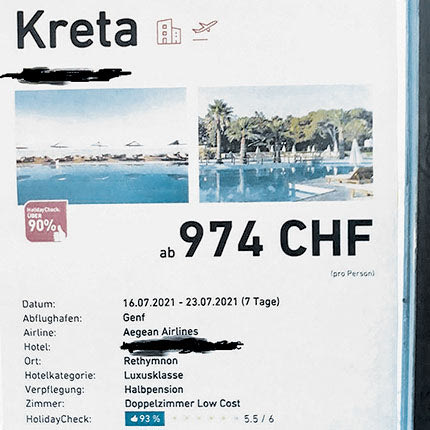 Kreta
HolidayCheck
ÜBER
90%
ab 974 CHF
(pro Person)
Datum: 16.07.2021 - 23.07.2021 (7 Tage)
Abflughafen: Genf
Airline: Aegean Airlines
Hotel:
Ort: Rethymnon
Hotelkategorie: Luxusklasse
Verpflegung: Halbpension
Zimmer: Doppelzimmer Low Cost
HolidayCheck: 93 % 5.5 / 6